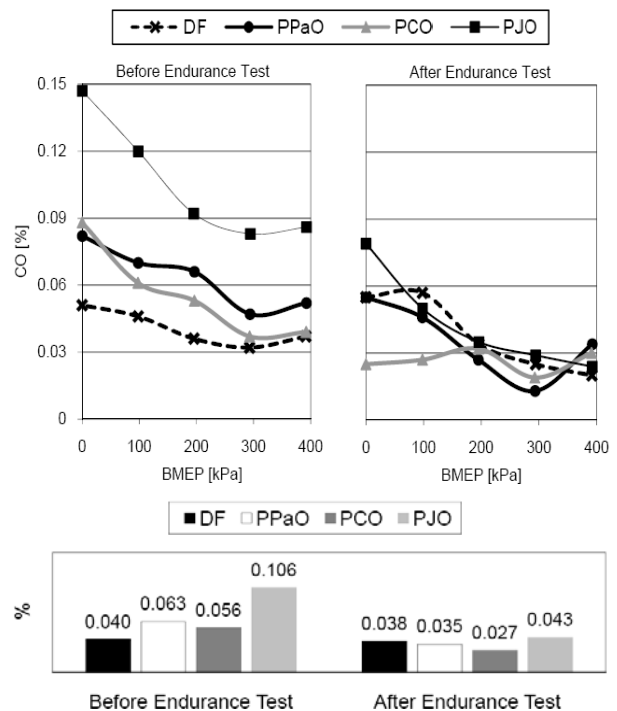 DF PPaO PCO PJO
Before Endurance Test
After Endurance Test
0.15
0.12
0.09
0.06
0.03
0
CO [%]
0 100 200 300 400
0 100 200 300 400
BMEP [kPa]
BMEP [kPa]
DF PPaO PCO PJO
%
0.040
0.063
0.056
0.106
0.038
0.035
0.027
0.043
Before Endurance Test
After Endurance Test